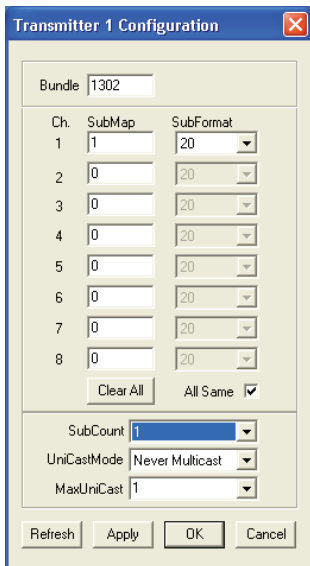 Transmitter 1 Configuration
Bundle 1302
Ch. SubMap SubFormat
1 1 20
2 0 20
3 0 20
4 0 20
5 0 20
6 0 20
7 0 20
8 0 20
Clear All All Same
SubCount 1
UniCastMode Never Multicast
MaxUniCast 1
Refresh Apply OK Cancel